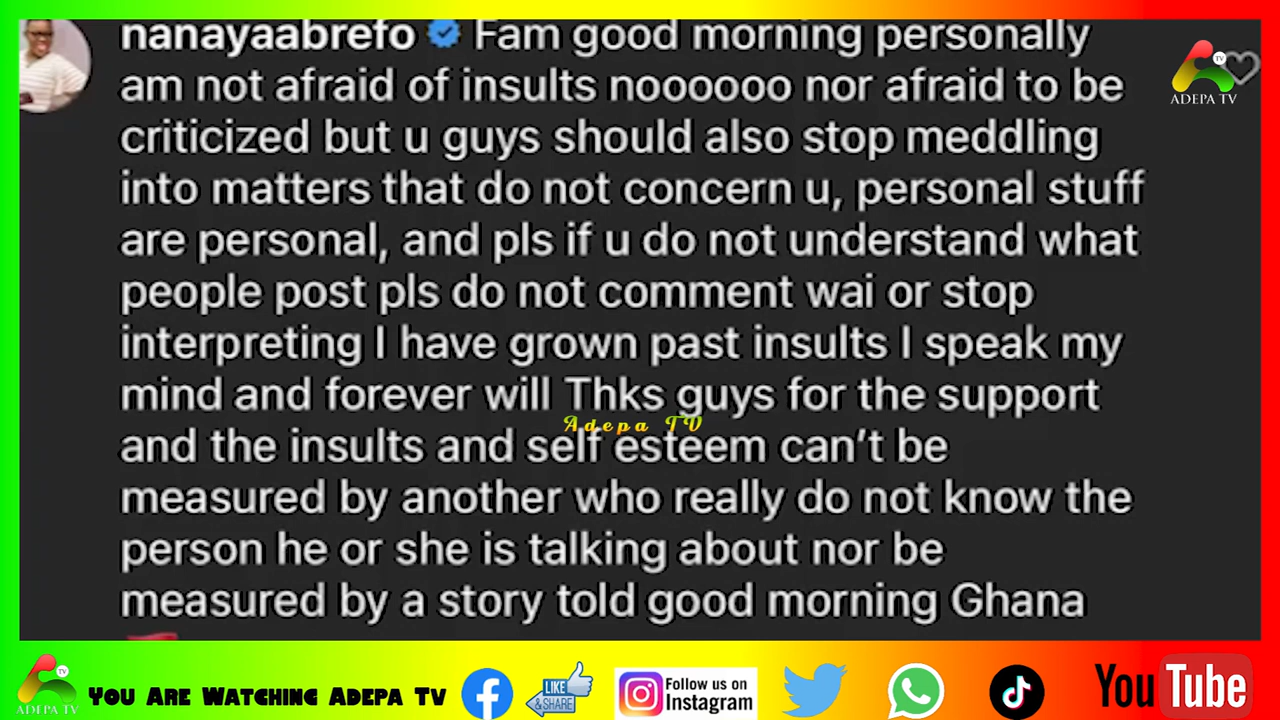 nanayaabrefo Fam good morning personally
am not afraid of insults noooooo nor afraid to be
criticized but u guys should also stop meddling
into matters that do not concern u, personal stuff
are personal, and pls if u do not understand what
people post pls do not comment wai or stop
interpreting I have grown past insults I speak my
mind and forever will Thks guys for the support
and the insults and self esteem can't be
measured by another who really do not know the
person he or she is talking about nor be
measured by a story told good morning Ghana
TV
ADEPA TV
Adepa TV
TV
ADEPA TV
You Are Watching Adepa Tv
LIKE
& SHARE
Follow us on
Instagram
YouTube